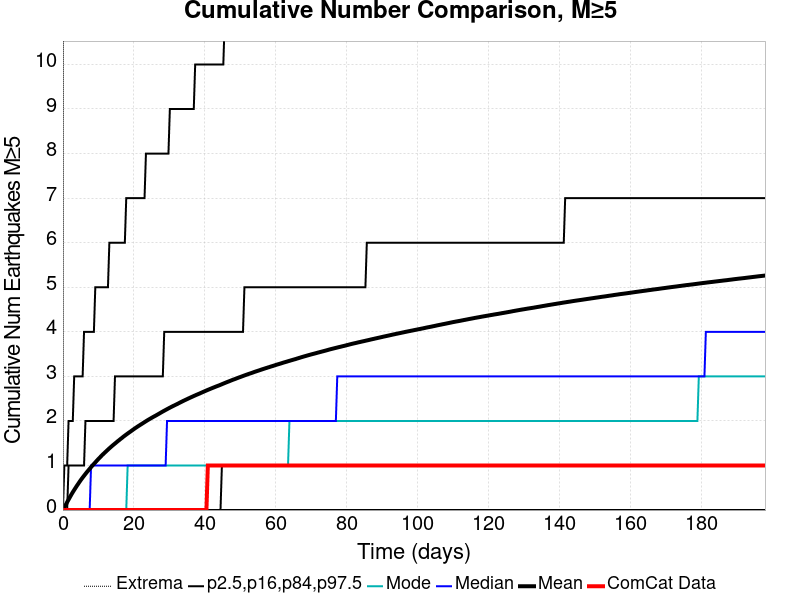 Cumulative Number Comparison, M≥5
Cumulative Num Earthquakes M≥5
10
9
8
7
6
5
4
3
2
1
0
0 20 40 60 80 100 120 140 160 180
Time (days)
Extrema p2.5,p16,p84,p97.5 Mode Median Mean ComCat Data